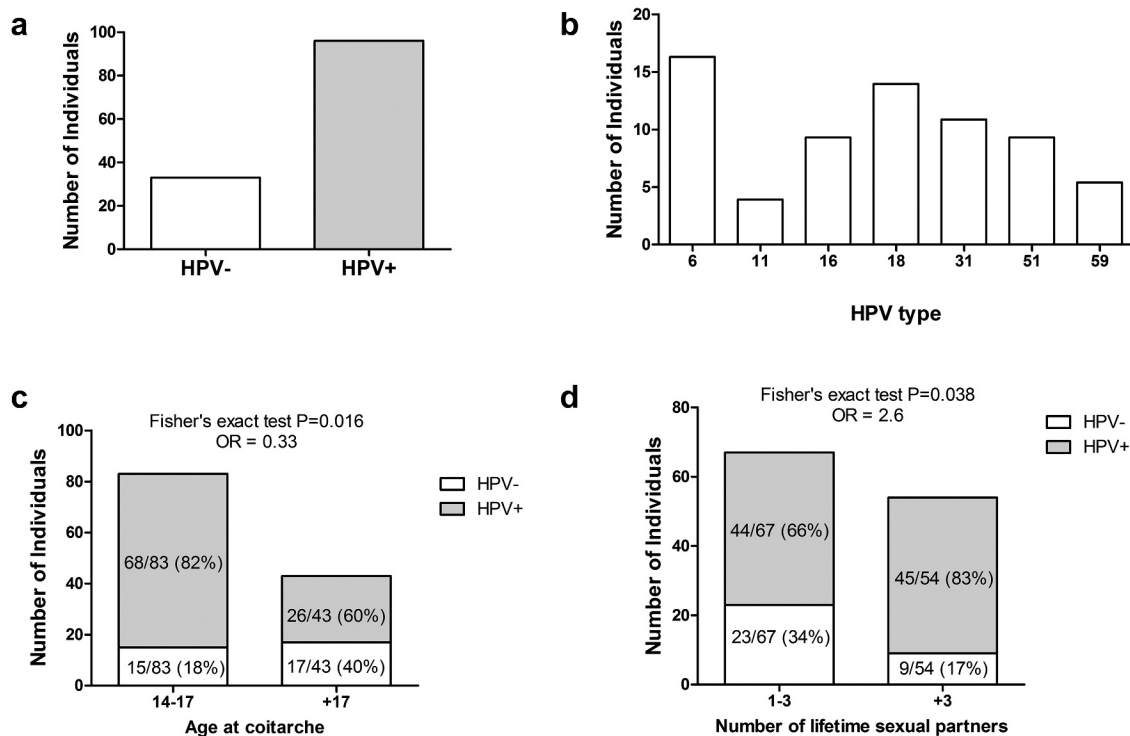 a
Number of Individuals
100
80
60
40
20
0
HPV-
HPV+
b
Number of Individuals
20
15
10
5
0
6
11
16
18
31
51
59
HPV type
c
Fisher's exact test P=0.016
OR = 0.33
Number of Individuals
100
80
60
40
20
0
68/83 (82%)
15/83 (18%)
26/43 (60%)
17/43 (40%)
14-17
+17
Age at coitarche
HPV-
HPV+
d
Fisher's exact test P=0.038
OR = 2.6
Number of Individuals
80
60
40
20
0
44/67 (66%)
23/67 (34%)
45/54 (83%)
9/54 (17%)
1-3
+3
Number of lifetime sexual partners
HPV-
HPV+